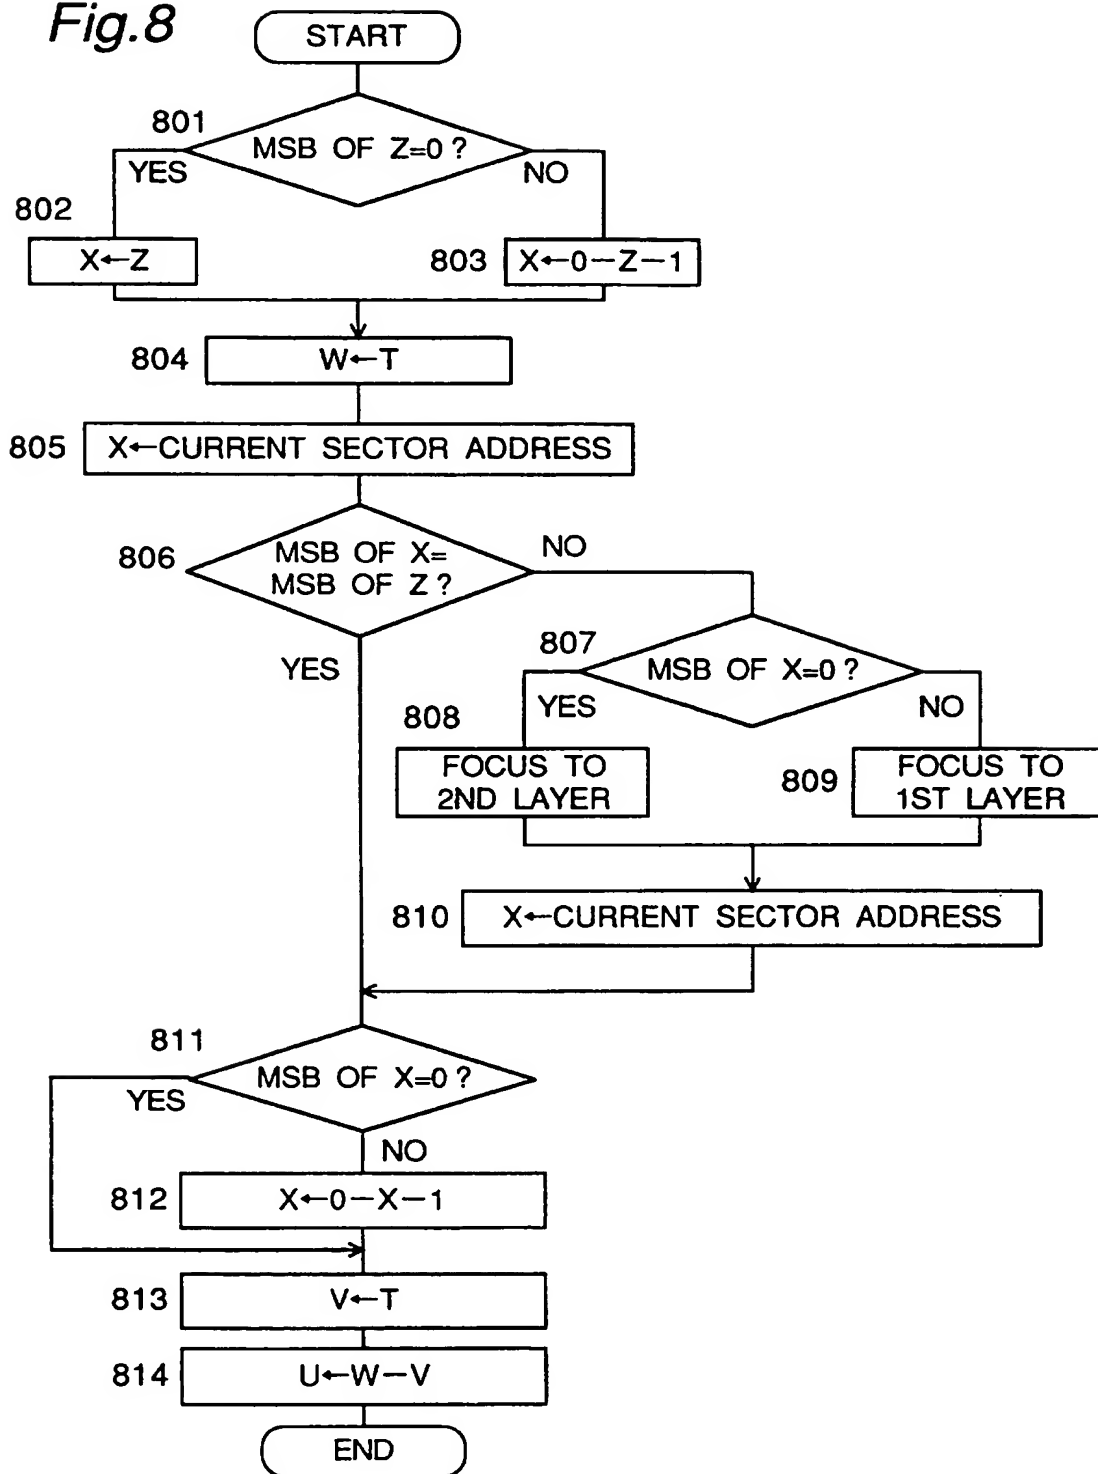 Fig.8
START
801
MSB OF Z=0?
YES
NO
802
X←Z
803
X←0−Z−1
804
W←T
805
X←CURRENT SECTOR ADDRESS
806
MSB OF X=
MSB OF Z?
NO
YES
807
MSB OF X=0?
YES
NO
808
FOCUS TO
2ND LAYER
809
FOCUS TO
1ST LAYER
810
X←CURRENT SECTOR ADDRESS
811
MSB OF X=0?
YES
NO
812
X←0−X−1
813
V←T
814
U←W−V
END